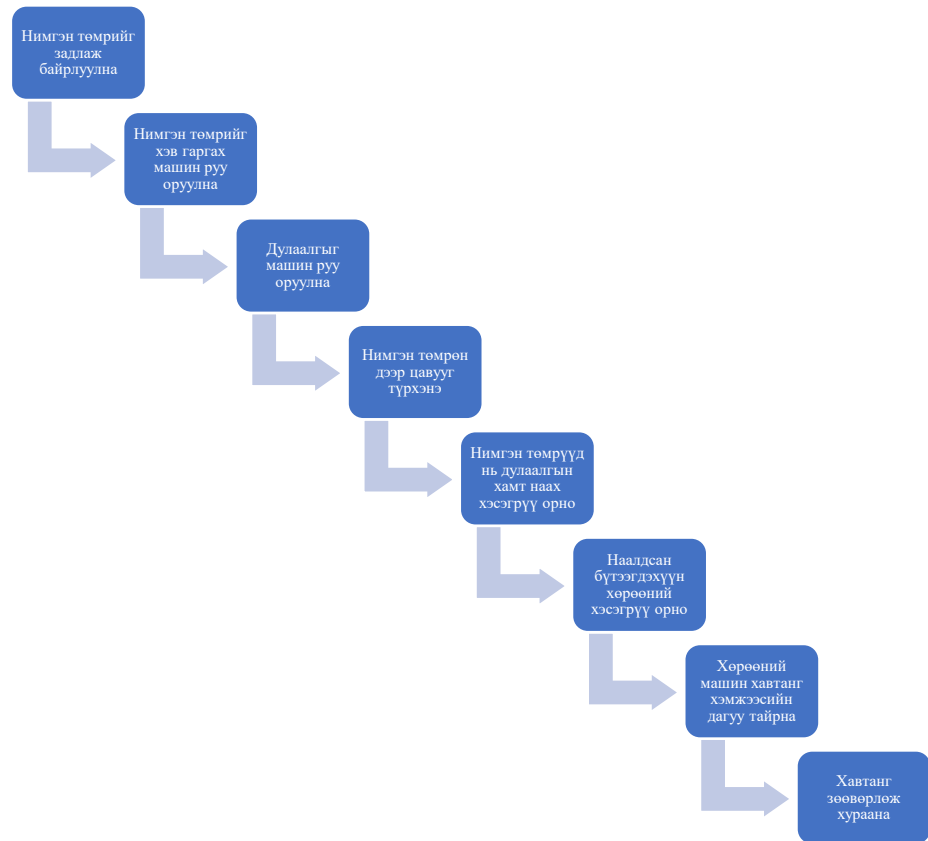 Нимгэн төмрийг
задлаж
байрлуулна
Нимгэн төмрийг
хэв гаргах
машин руу
оруулна
Дулаалгыг
машин руу
оруулна
Нимгэн төмрөн
дээр цавууг
түрхэнэ
Нимгэн төмрүүд
нь дулаалгын
хамт наах
хэсэгрүү орно
Наалдсан
бүтээгдэхүүн
хөрөөний
хэсэгрүү орно
Хөрөөний
машин хавтанг
хэмжээсийн
дагуу тайрна
Хавтанг
зөөвөрлөж
хураана